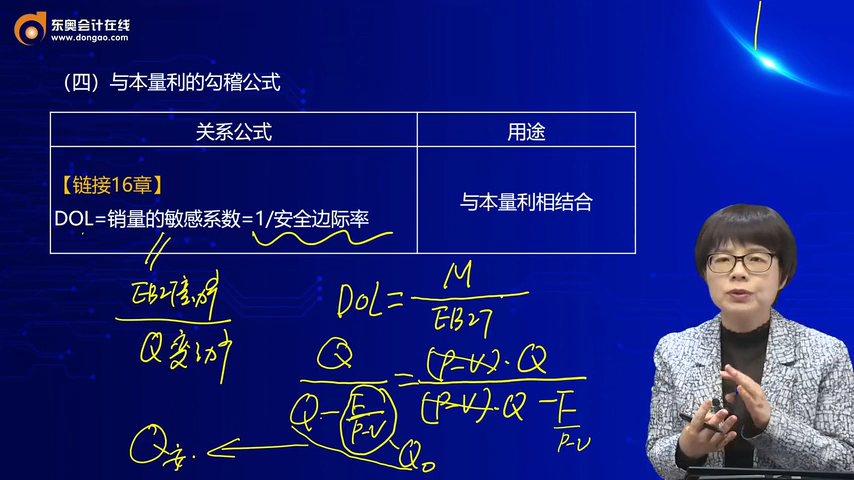 东奥会计在线
www.dongao.com
（四）与本量利的勾稽公式
关系公式
用途
【链接16章】
DOL=销量的敏感系数=1/安全边际率
与本量利相结合
EBIT变动
Q变动
DOL = M / EBIT
Q / (Q - F/(P-V)) = (P-V)·Q / ((P-V)·Q - F)
P-V
Q安. ← Q0